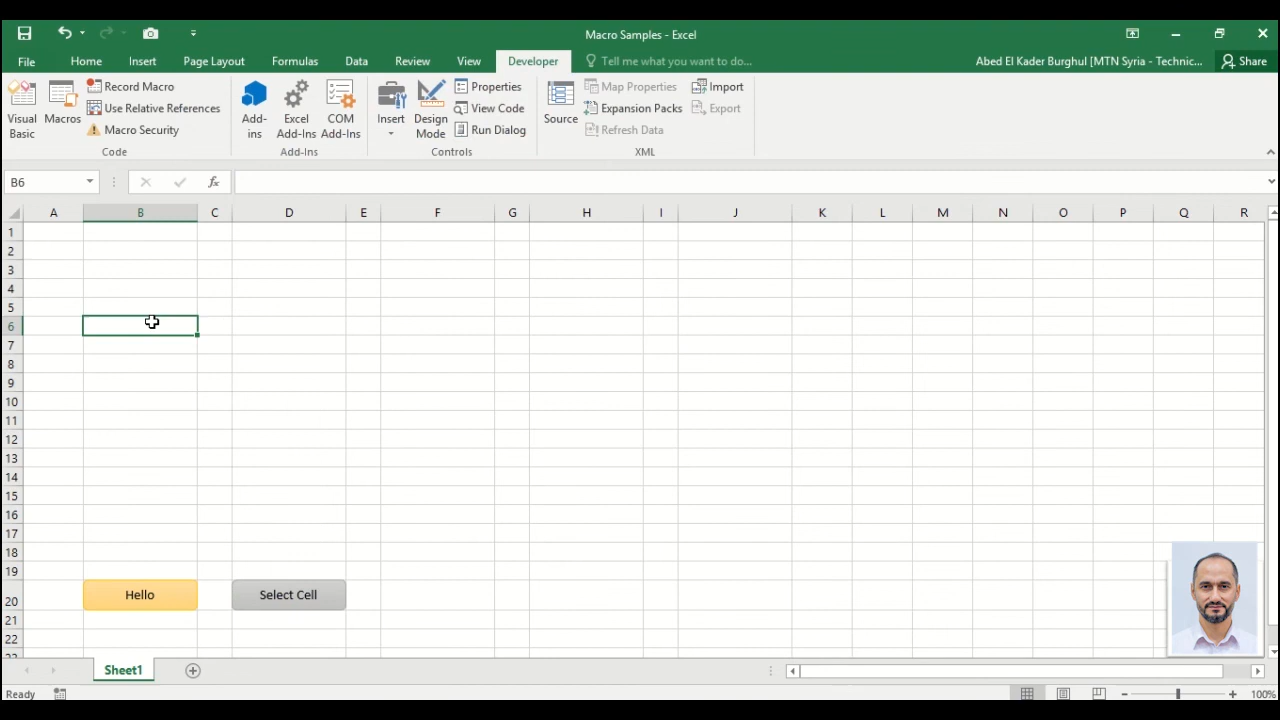 Macro Samples - Excel
File Home Insert Page Layout Formulas Data Review View Developer Tell me what you want to do... Abed El Kader Burghul [MTN Syria - Technic... Share
Visual Basic
Macros
Record Macro
Use Relative References
Macro Security
Code
Add-ins
Excel Add-Ins
COM Add-Ins
Add-Ins
Insert
Design Mode
Properties
View Code
Run Dialog
Controls
Source
Map Properties
Expansion Packs
Refresh Data
Import
Export
XML
B6 fx
A B C D E F G H I J K L M N O P Q R
1
2
3
4
5
6
7
8
9
10
11
12
13
14
15
16
17
18
19
20 Hello Select Cell
21
22
23
Sheet1
Ready 100%